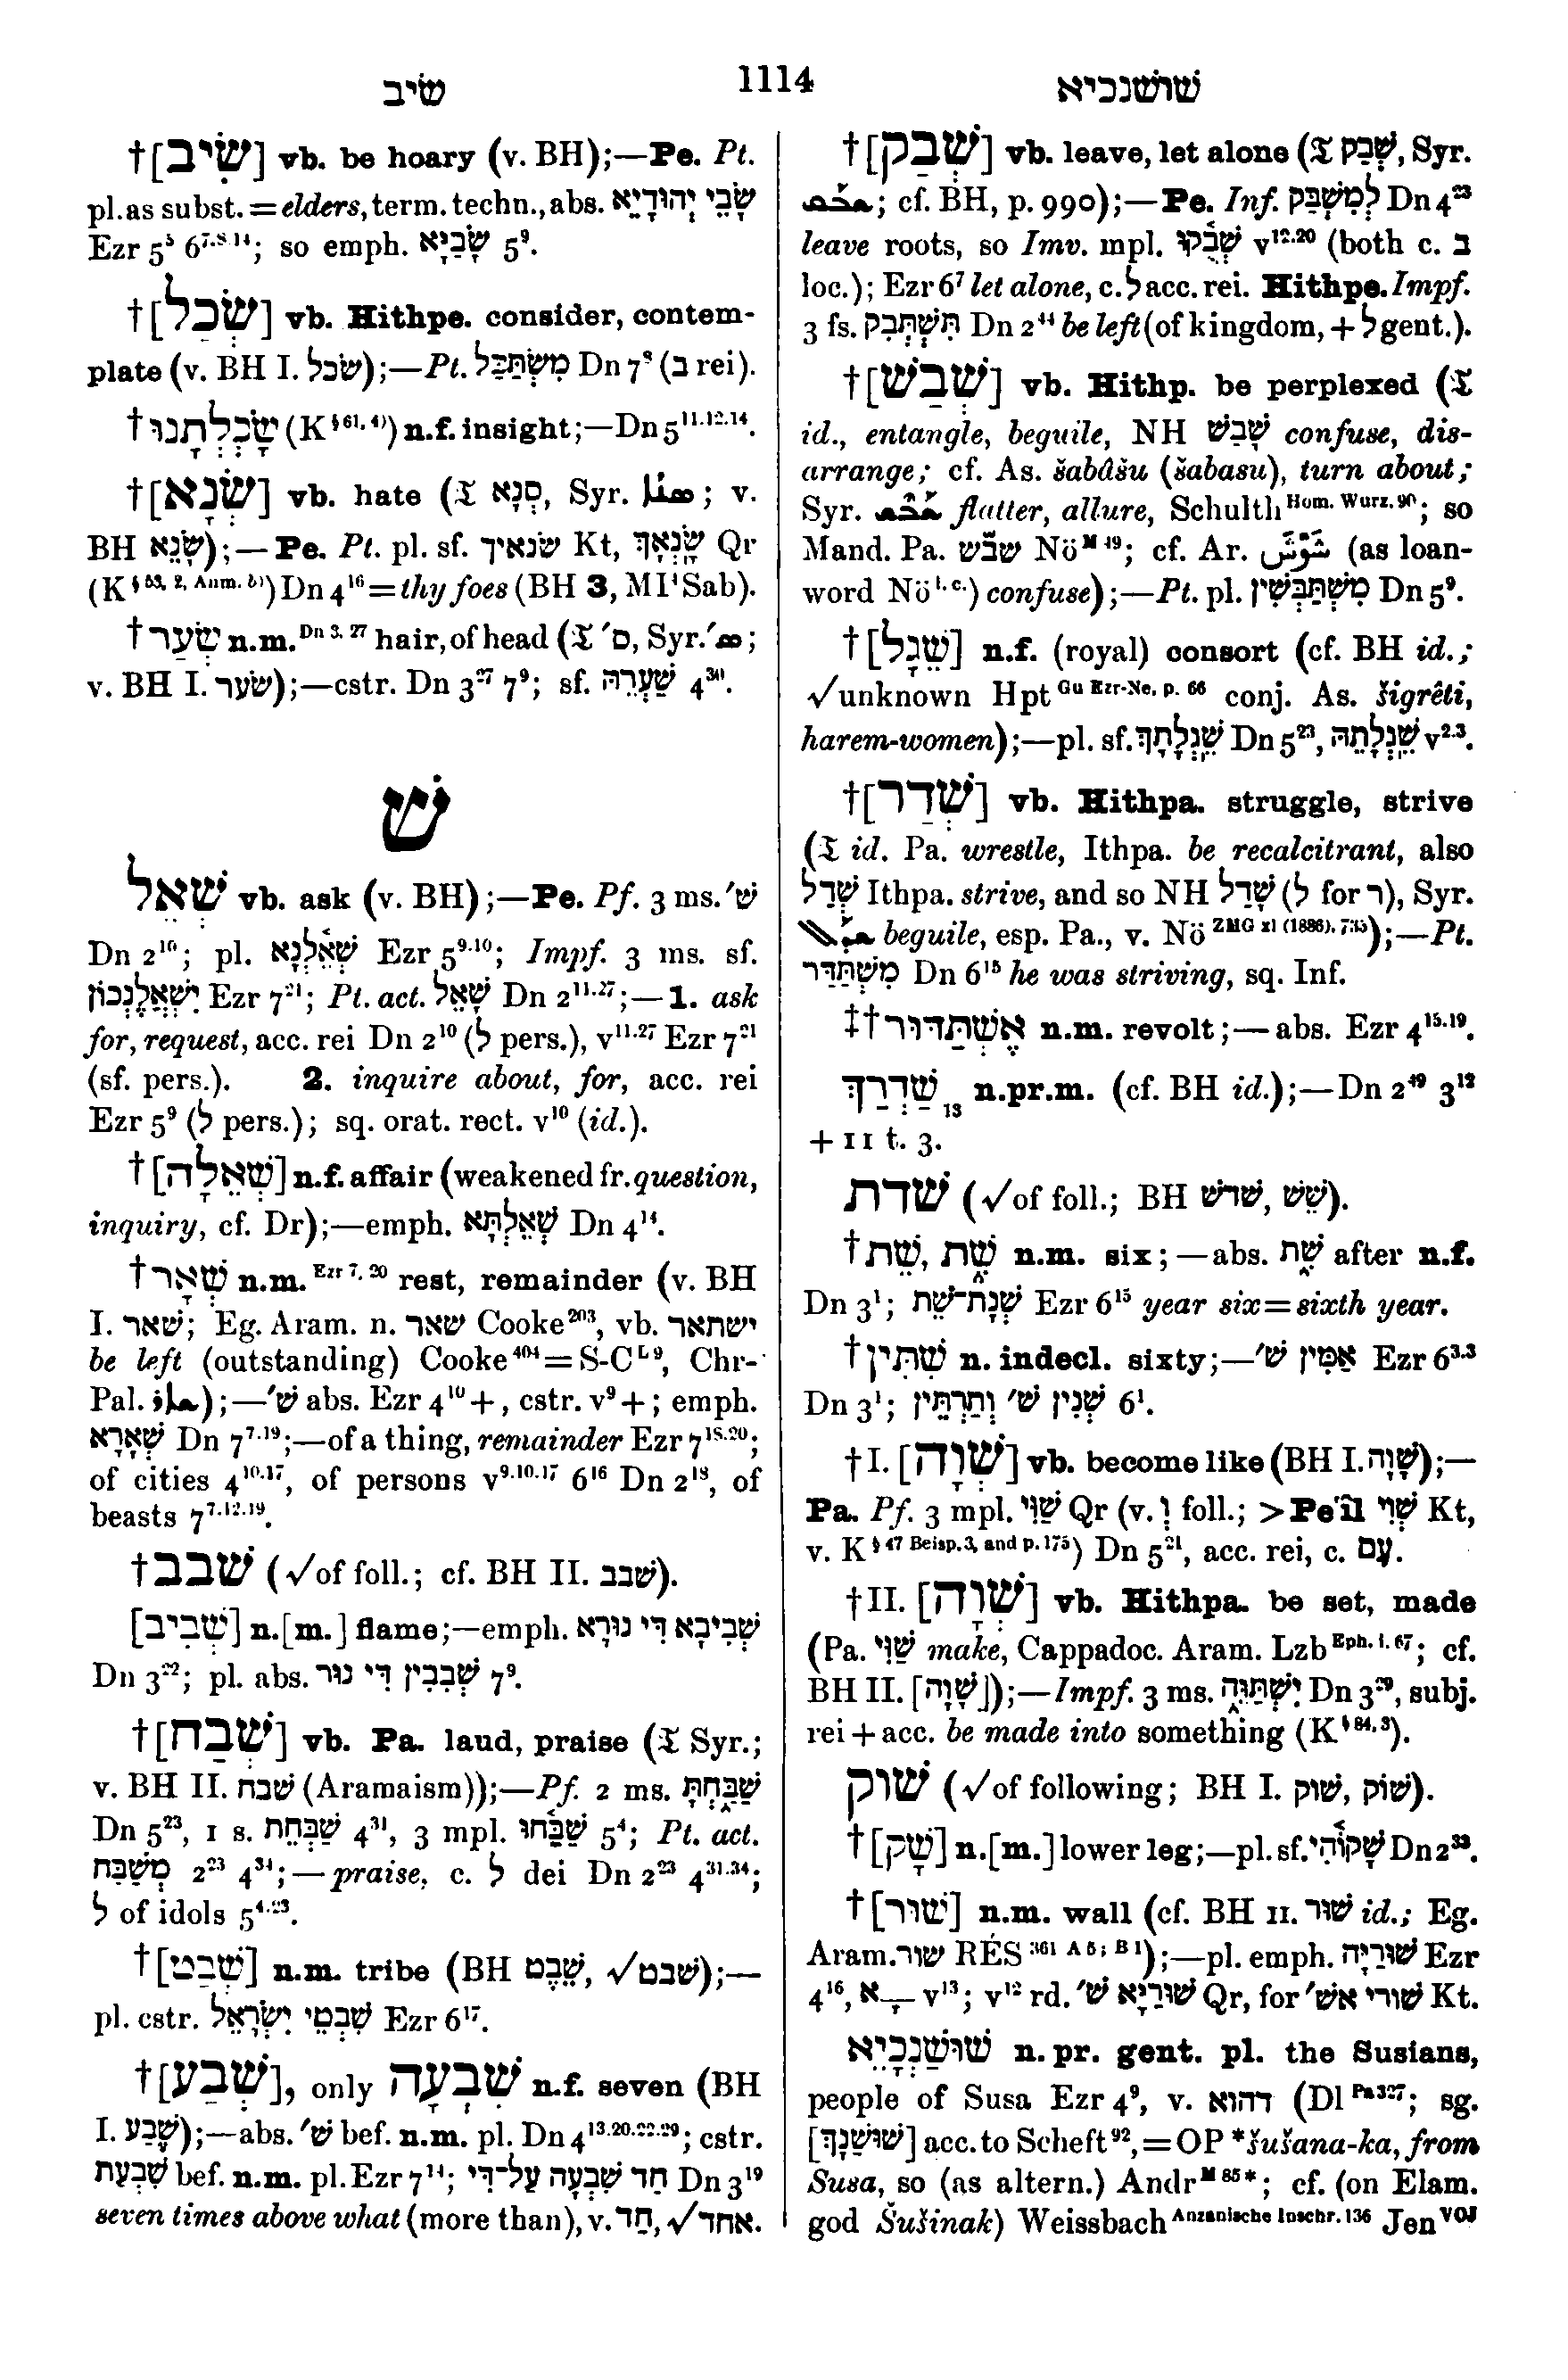 שׂיב
1114
שׁושׁנכיא
†[שִׂיב] vb. be hoary (v. BH);—Pe. Pt.
pl. as subst. = elders, term. techn., abs. שָׂבֵי יְהוּדָיֵא
Ezr 5⁵ 6⁷·⁸·¹⁴; so emph. שָׂבַיָּא 5⁹.
†[שְׂכַל] vb. Hithpe. consider, contem-
plate (v. BH I. שׂכל);—Pt. מִשְׂתַּכַּל Dn 7⁸ (בּ rei).
†שָׂכְלְתָנוּ (K§ 61, 4)) n.f. insight;—Dn 5¹¹·¹²·¹⁴.
†[שְׂנָא] vb. hate (𝔗 סְנָא, Syr. ܣܢܐ; v.
BH שָׂנֵא);—Pe. Pt. pl. sf. שׂנאיך Kt, שָׂנְאָךְ Qr
(K§ 53, 2, Anm. b)) Dn 4¹⁶ = thy foes (BH 3, MI⁴ Sab).
†שְׂעַר n.m. Dn 3, 27 hair, of head (𝔗 ס׳, Syr. ܣ׳;
v. BH I. שׂער);—cstr. Dn 3²⁷ 7⁹; sf. שַׂעְרֵהּ 4³⁰.
שׁ
שְׁאֵל vb. ask (v. BH);—Pe. Pf. 3 ms. שׁ׳
Dn 2¹⁰; pl. שְׁאֵלְנָא Ezr 5⁹·¹⁰; Impf. 3 ms. sf.
יִשְׁאֲלֶנְכוֹן Ezr 7²¹; Pt. act. שָׁאֵל Dn 2¹¹·²⁷;—1. ask
for, request, acc. rei Dn 2¹⁰ (לְ pers.), v¹¹·²⁷ Ezr 7²¹
(sf. pers.). 2. inquire about, for, acc. rei
Ezr 5⁹ (לְ pers.); sq. orat. rect. v¹⁰ (id.).
†[שְׁאֵלָה] n.f. affair (weakened fr. question,
inquiry, cf. Dr);—emph. שְׁאֵלְתָא Dn 4¹⁴.
†שְׁאָר n.m. Ezr 7, 20 rest, remainder (v. BH
I. שׁאר; Eg. Aram. n. שאר Cooke²⁰³, vb. ישתאר
be left (outstanding) Cooke⁴⁰⁴ = S-C L⁹, Chr-
Pal. ܫܐܪ);—שׁ׳ abs. Ezr 4¹⁰ +, cstr. v⁹ +; emph.
שְׁאָרָא Dn 7⁷·¹⁹;—of a thing, remainder Ezr 7¹⁸·²⁰;
of cities 4¹⁰·¹⁷, of persons v⁹·¹⁰·¹⁷ 6¹⁶ Dn 2¹⁸, of
beasts 7⁷·¹²·¹⁹.
†שׁבב (√ of foll.; cf. BH II. שׁבב).
[שְׁבִיב] n.[m.] flame;—emph. שְׁבִיבָא דִּי נוּרָא
Dn 3²²; pl. abs. שְׁבִבִין דִּי נוּר 7⁹.
†[שְׁבַח] vb. Pa. laud, praise (𝔗 Syr.;
v. BH II. שׁבח (Aramaism));—Pf. 2 ms. שַׁבַּחְתָּ
Dn 5²³, 1 s. שַׁבְּחֵת 4³¹, 3 mpl. שַׁבַּחוּ 5⁴; Pt. act.
מְשַׁבַּח 2²³ 4³⁴;—praise, c. לְ dei Dn 2²³ 4³¹·³⁴;
לְ of idols 5⁴·²³.
†[שְׁבַט] n.m. tribe (BH שֵׁבֶט, √שׁבט);—
pl. cstr. שִׁבְטֵי יִשְׂרָאֵל Ezr 6¹⁷.
†[שְׁבַע], only שִׁבְעָה n.f. seven (BH
I. שֶׁבַע);—abs. שׁ׳ bef. n.m. pl. Dn 4¹³·²⁰·²²·²⁹; cstr.
שִׁבְעַת bef. n.m. pl. Ezr 7¹⁴; חַד שִׁבְעָה עַל־דִּי Dn 3¹⁹
seven times above what (more than), v. חַד, √אחד.
†[שְׁבַק] vb. leave, let alone (𝔗 שְׁבַק, Syr.
ܫܒܩ; cf. BH, p. 990);—Pe. Inf. לְמִשְׁבַּק Dn 4²³
leave roots, so Imv. mpl. שְׁבֻקוּ v¹²·²⁰ (both c. בּ
loc.); Ezr 6⁷ let alone, c. לְ acc. rei. Hithpe. Impf.
3 fs. תִּשְׁתְּבִק Dn 2⁴⁴ be left (of kingdom, + לְ gent.).
†[שְׁבַשׁ] vb. Hithp. be perplexed (𝔗
id., entangle, beguile, NH שָׁבַשׁ confuse, dis-
arrange; cf. As. šabâšu (šabasu), turn about;
Syr. ܫܒܫ flatter, allure, Schulth Hom. Wurz. 90; so
Mand. Pa. שבש Nö M 49; cf. Ar. شَوَّشَ (as loan-
word Nö l. c.) confuse);—Pt. pl. מִשְׁתַּבְּשִׁין Dn 5⁹.
†[שֵׁגָל] n.f. (royal) consort (cf. BH id.;
√unknown Hpt Gu Ezr-Ne. p. 66 conj. As. šigrêti,
harem-women);—pl. sf. שֵׁגְלָתָךְ Dn 5²³, שֵׁגְלָתֵהּ v²·³.
†[שְׁדַר] vb. Hithpa. struggle, strive
(𝔗 id. Pa. wrestle, Ithpa. be recalcitrant, also
שְׁדַל Ithpa. strive, and so NH שָׁדַל (ל for ר), Syr.
ܫܕܠ beguile, esp. Pa., v. Nö ZMG xl (1886), 735);—Pt.
מִשְׁתַּדַּר Dn 6¹⁵ he was striving, sq. Inf.
‡†אֶשְׁתַּדּוּר n.m. revolt;—abs. Ezr 4¹⁵·¹⁹.
שַׁדְרַךְ₁₃ n.pr.m. (cf. BH id.);—Dn 2⁴⁹ 3¹²
+ 11 t. 3.
שׁדת (√ of foll.; BH שׁדשׁ, שֵׁשׁ).
†שֵׁת, שִׁת n.m. six;—abs. שֵׁת after n.f.
Dn 3¹; שְׁנַת־שֵׁת Ezr 6¹⁵ year six = sixth year.
†שִׁתִּין n. indecl. sixty;—אַמִּין שׁ׳ Ezr 6³·³
Dn 3¹; שְׁנִין שׁ׳ וְתַרְתֵּין 6¹.
†I. [שְׁוָה] vb. become like (BH I. שָׁוָה);—
Pa. Pf. 3 mpl. שַׁוִּי Qr (v. וְ foll.; > Peʿîl שְׁוִי Kt,
v. K§ 47 Beisp. 3, and p. 175) Dn 5²¹, acc. rei, c. עִם.
†II. [שְׁוָה] vb. Hithpa. be set, made
(Pa. שַׁוִּי make, Cappadoc. Aram. Lzb Eph. i. 67; cf.
BH II. [שָׁוָה]);—Impf. 3 ms. יִשְׁתַּוֵּה Dn 3²⁹, subj.
rei + acc. be made into something (K§ 84, 3).
שׁוק (√ of following; BH I. שׁוק, שׁוֹק).
†[שָׁק] n.[m.] lower leg;—pl. sf. שָׁקוֹהִי Dn 2³³.
†[שׁוּר] n.m. wall (cf. BH II. שׁוּר id.; Eg.
Aram. שור RÉS 361 A 5; B 1);—pl. emph. שׁוּרַיָּה Ezr
4¹⁶, ־ָא v¹³; v¹² rd. שׁוּרַיָּא שׁ׳ Qr, for שׁורי אשׁ׳ Kt.
שׁוּשַׁנְכָיֵא n. pr. gent. pl. the Susians,
people of Susa Ezr 4⁹, v. דהוא (Dl Pa 327; sg.
[שׁוּשַׁנְךְ] acc. to Scheft⁹², = OP *šušana-ka, from
Susa, so (as altern.) Andr M 85*; cf. (on Elam.
god Šušinak) Weissbach Anzanische Inschr. 136 Jen VOJ